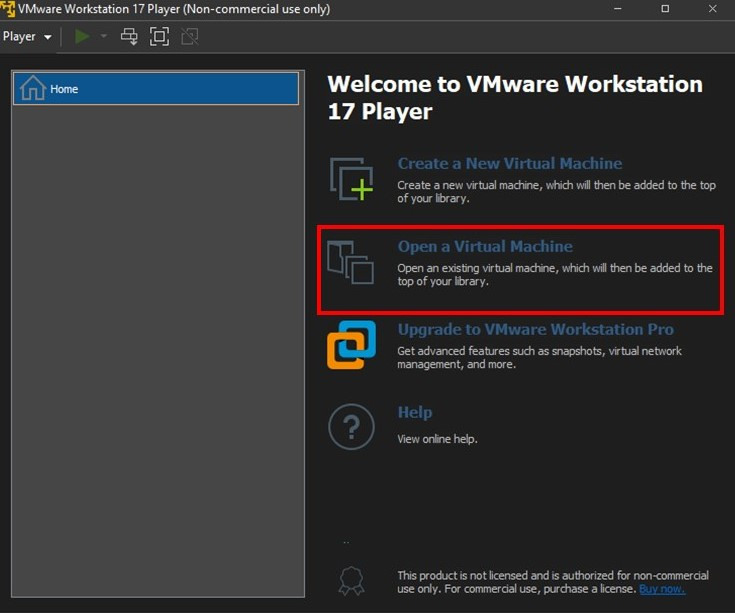 VMware Workstation 17 Player (Non-commercial use only)
Player
Home
Welcome to VMware Workstation
17 Player
Create a New Virtual Machine
Create a new virtual machine, which will then be added to the top
of your library.
Open a Virtual Machine
Open an existing virtual machine, which will then be added to the
top of your library.
Upgrade to VMware Workstation Pro
Get advanced features such as snapshots, virtual network
management, and more.
?
Help
View online help.
This product is not licensed and is authorized for non-commercial
use only. For commercial use, purchase a license. Buy now.